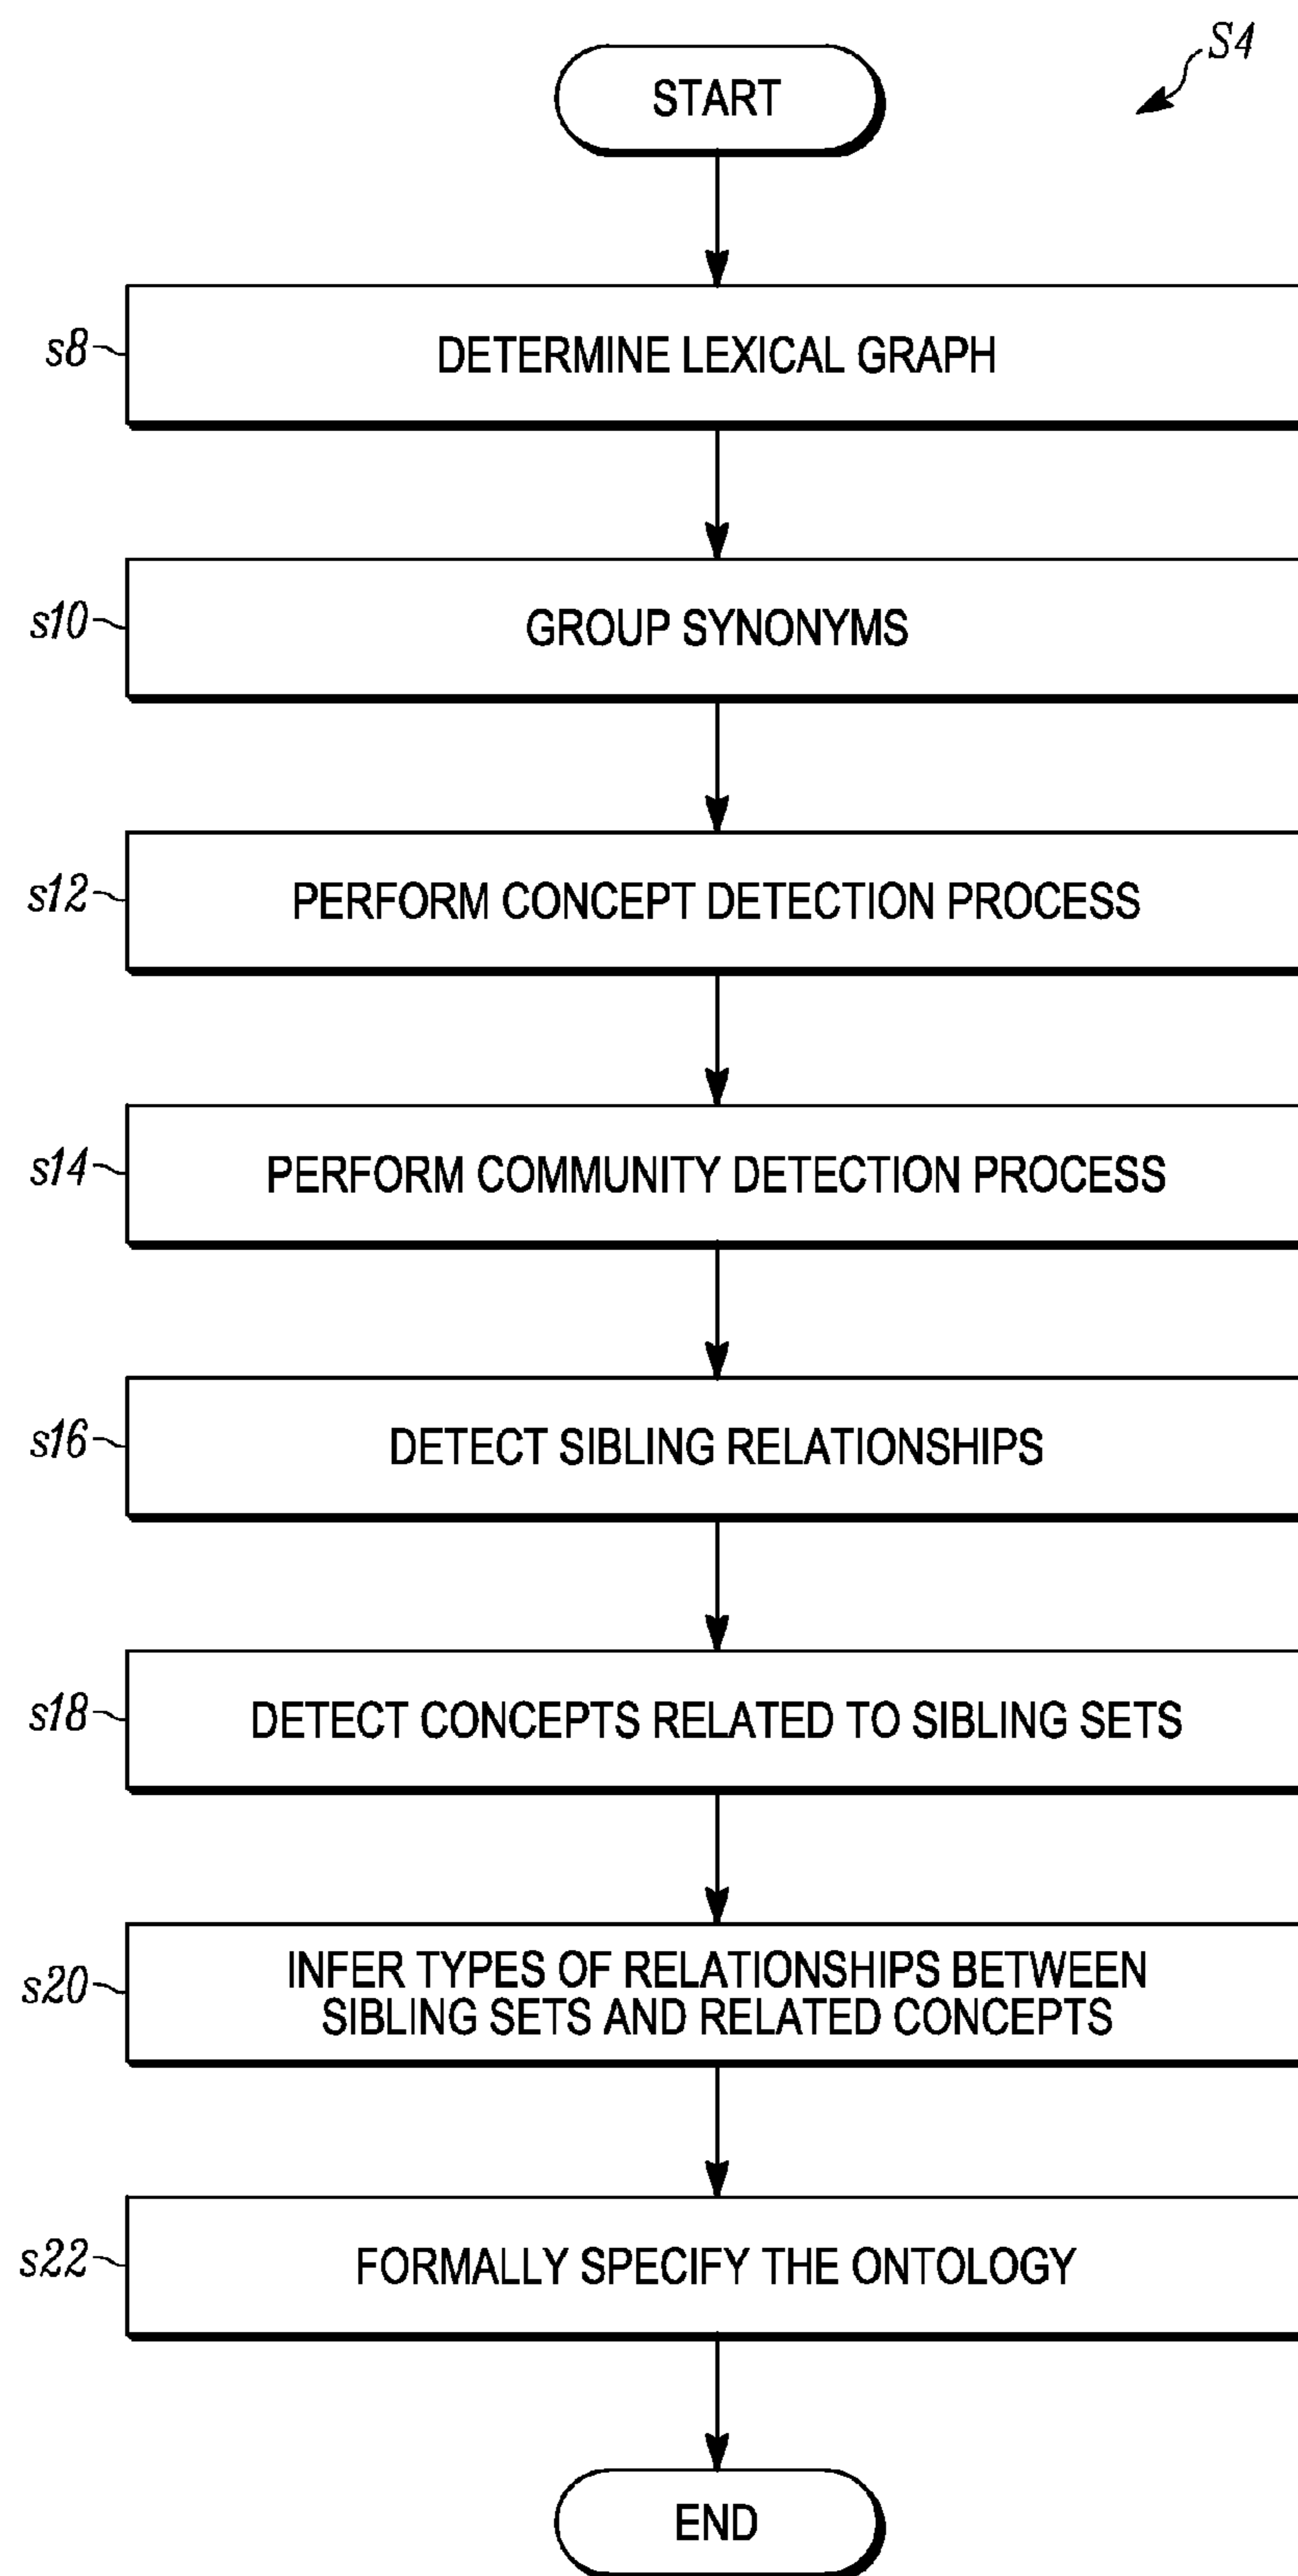 S4
START
s8
DETERMINE LEXICAL GRAPH
s10
GROUP SYNONYMS
s12
PERFORM CONCEPT DETECTION PROCESS
s14
PERFORM COMMUNITY DETECTION PROCESS
s16
DETECT SIBLING RELATIONSHIPS
s18
DETECT CONCEPTS RELATED TO SIBLING SETS
s20
INFER TYPES OF RELATIONSHIPS BETWEEN
SIBLING SETS AND RELATED CONCEPTS
s22
FORMALLY SPECIFY THE ONTOLOGY
END